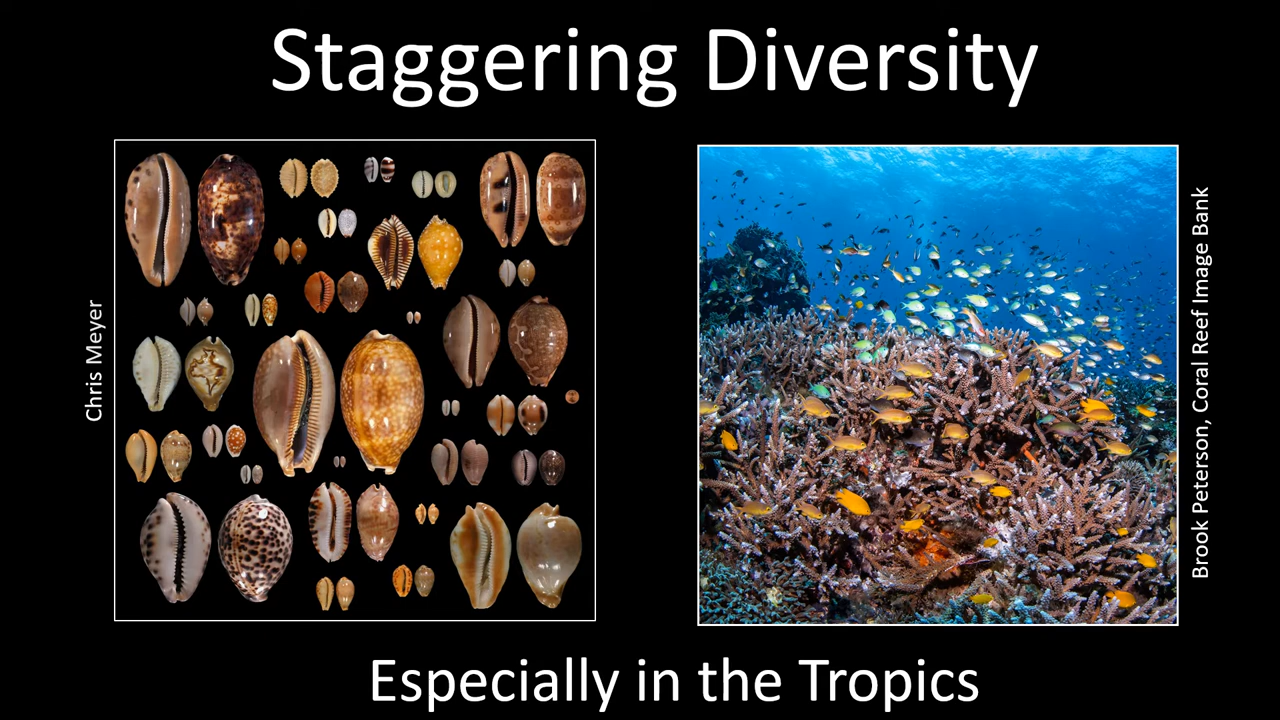 Staggering Diversity
Chris Meyer
Brook Peterson, Coral Reef Image Bank
Especially in the Tropics